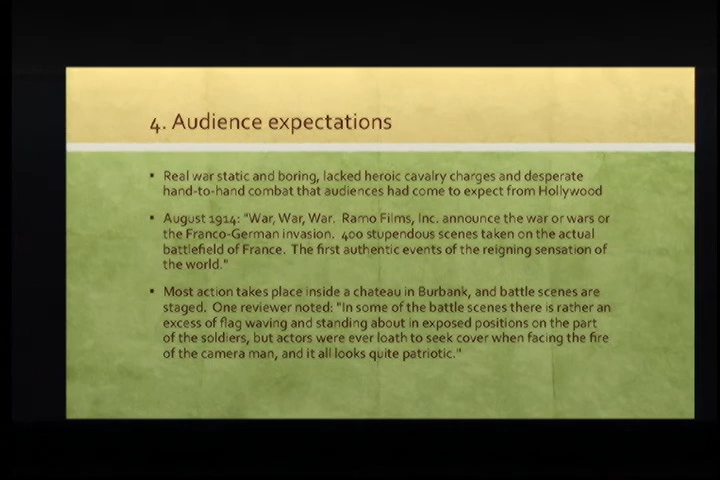 4. Audience expectations
▪ Real war static and boring, lacked heroic cavalry charges and desperate
hand-to-hand combat that audiences had come to expect from Hollywood
▪ August 1914: "War, War, War. Ramo Films, Inc. announce the war or wars or
the Franco-German invasion. 400 stupendous scenes taken on the actual
battlefield of France. The first authentic events of the reigning sensation of
the world."
▪ Most action takes place inside a chateau in Burbank, and battle scenes are
staged. One reviewer noted: "In some of the battle scenes there is rather an
excess of flag waving and standing about in exposed positions on the part
of the soldiers, but actors were ever loath to seek cover when facing the fire
of the camera man, and it all looks quite patriotic."